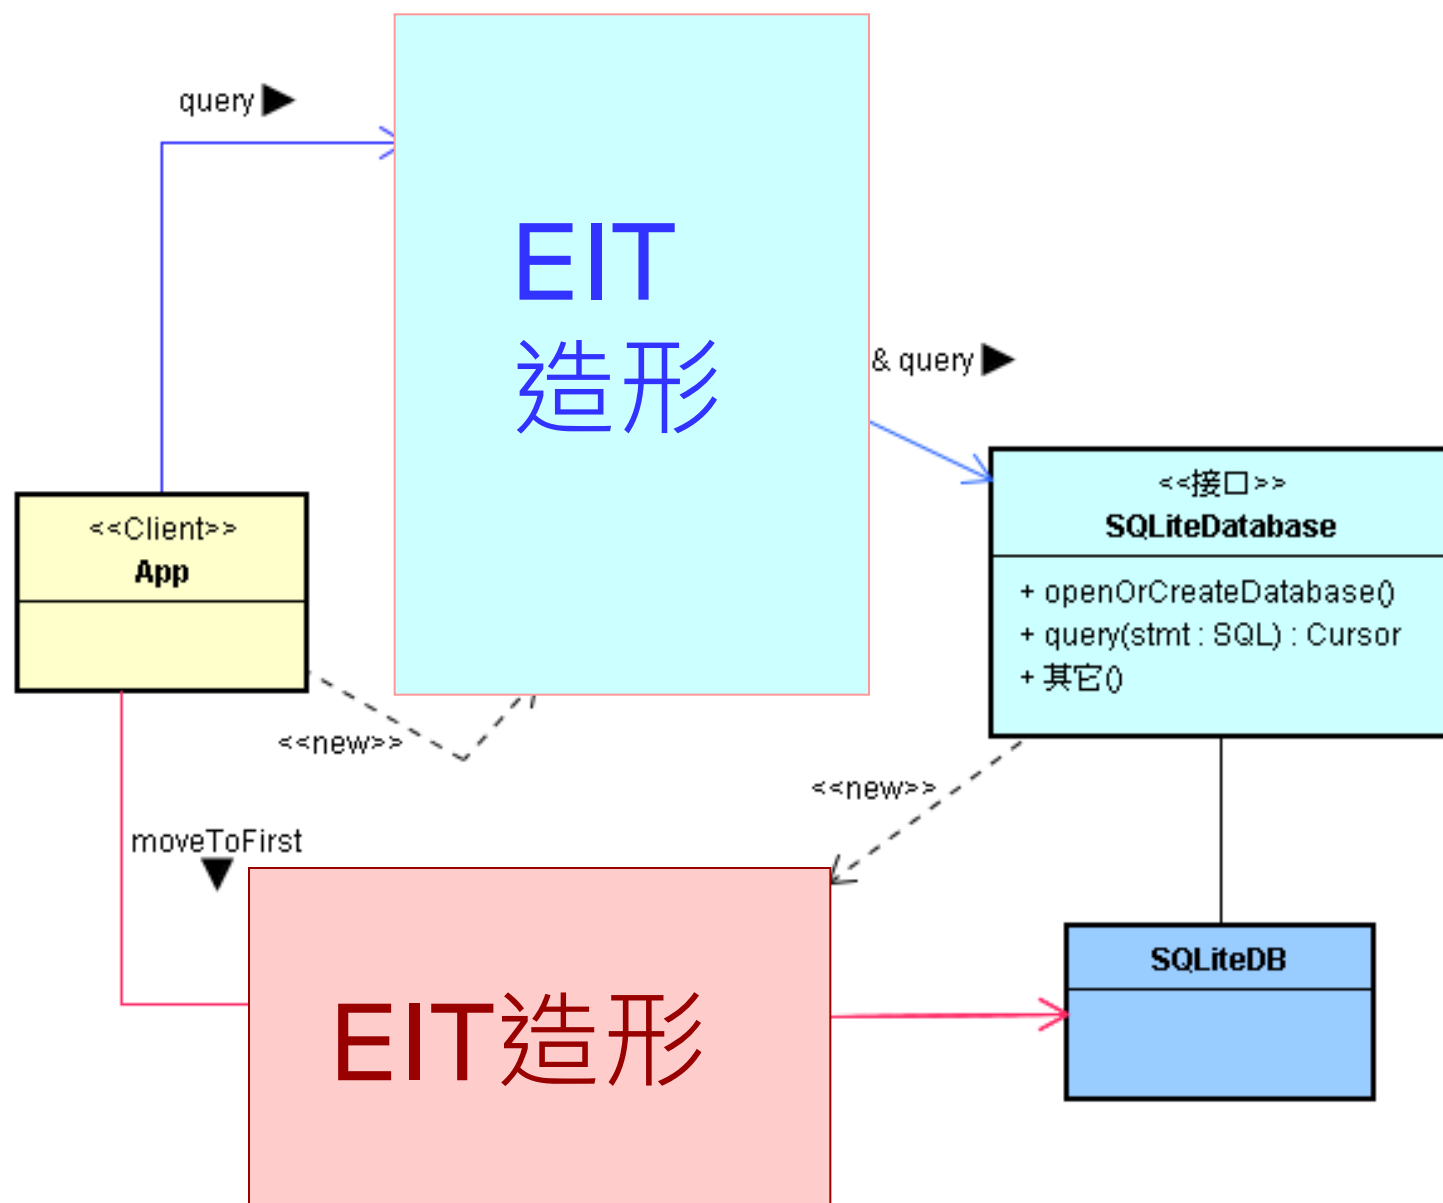 query
EIT
造形
& query
<<接口>>
SQLiteDatabase
+ openOrCreateDatabase()
+ query(stmt : SQL) : Cursor
+ 其它()
<<Client>>
App
<<new>>
<<new>>
moveToFirst
EIT造形
SQLiteDB